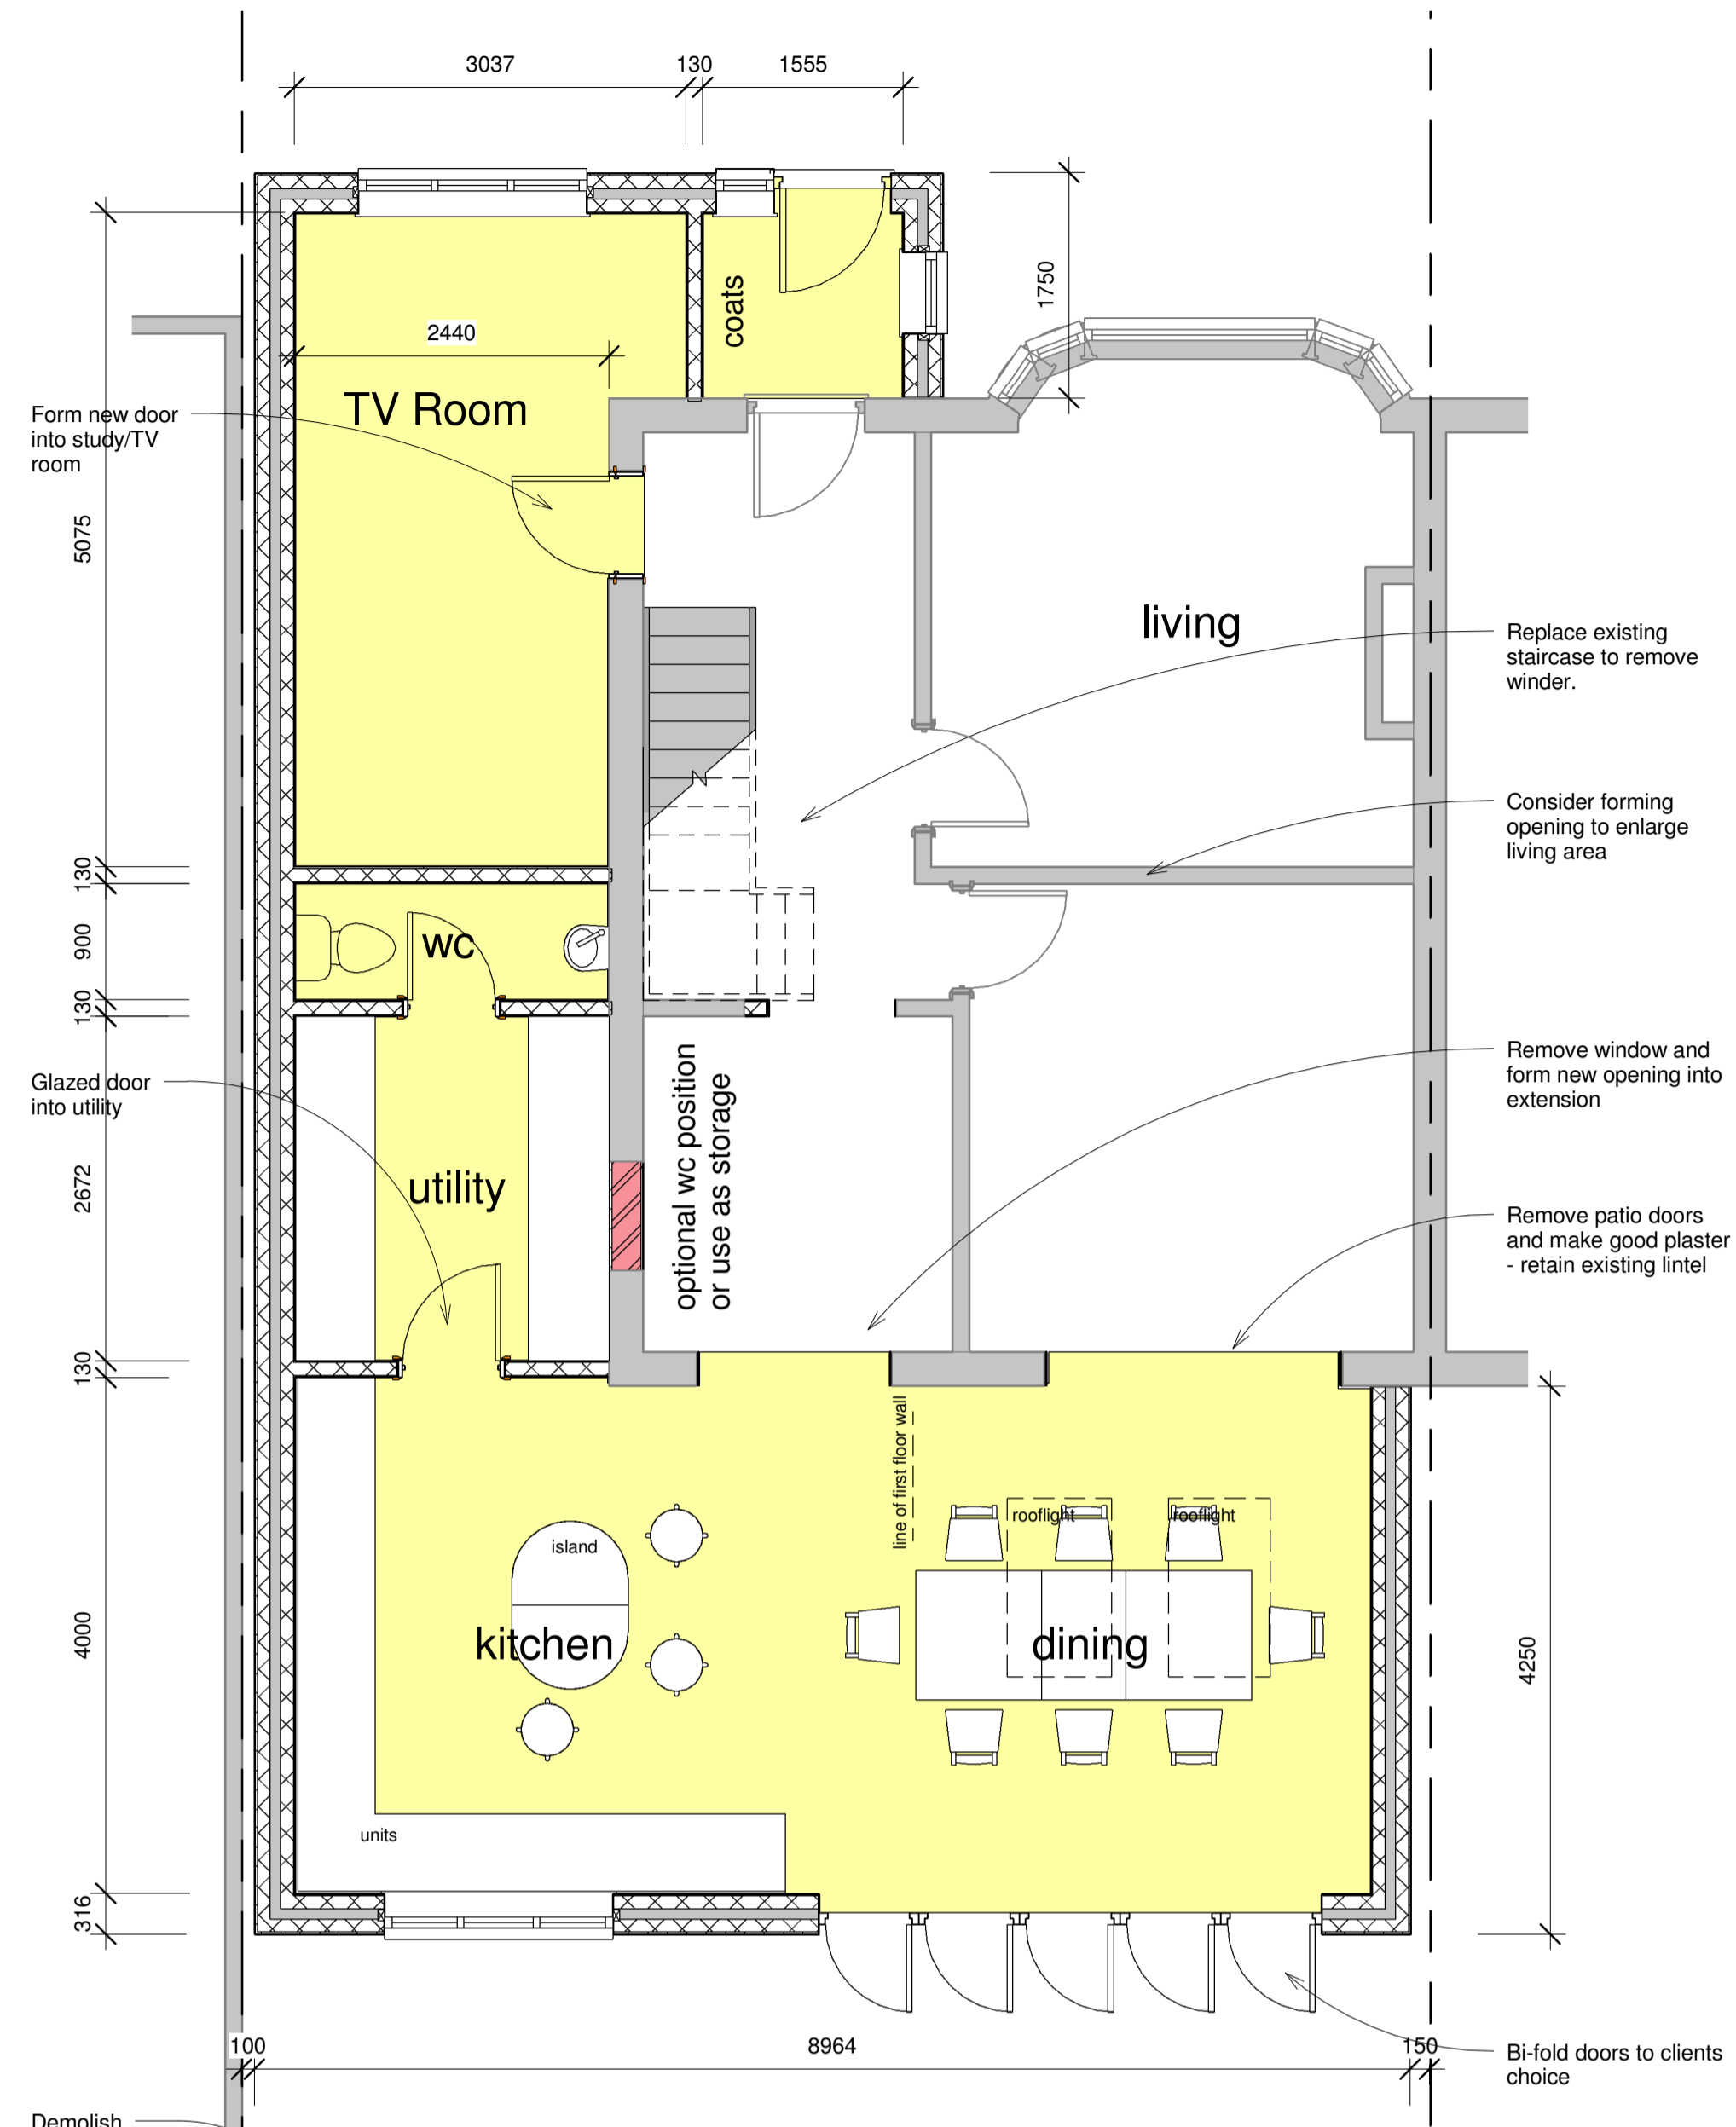 3037
130
1555
1750
coats
2440
TV Room
Form new door
into study/TV
room
5075
living
Replace existing
staircase to remove
winder.
Consider forming
opening to enlarge
living area
130
900
wc
130
optional wc position
or use as storage
Remove window and
form new opening into
extension
Glazed door
into utility
2672
utility
Remove patio doors
and make good plaster
- retain existing lintel
130
line of first floor wall
rooflight
rooflight
island
kitchen
dining
4000
4250
units
316
100
8964
150
Bi-fold doors to clients
choice
Demolish